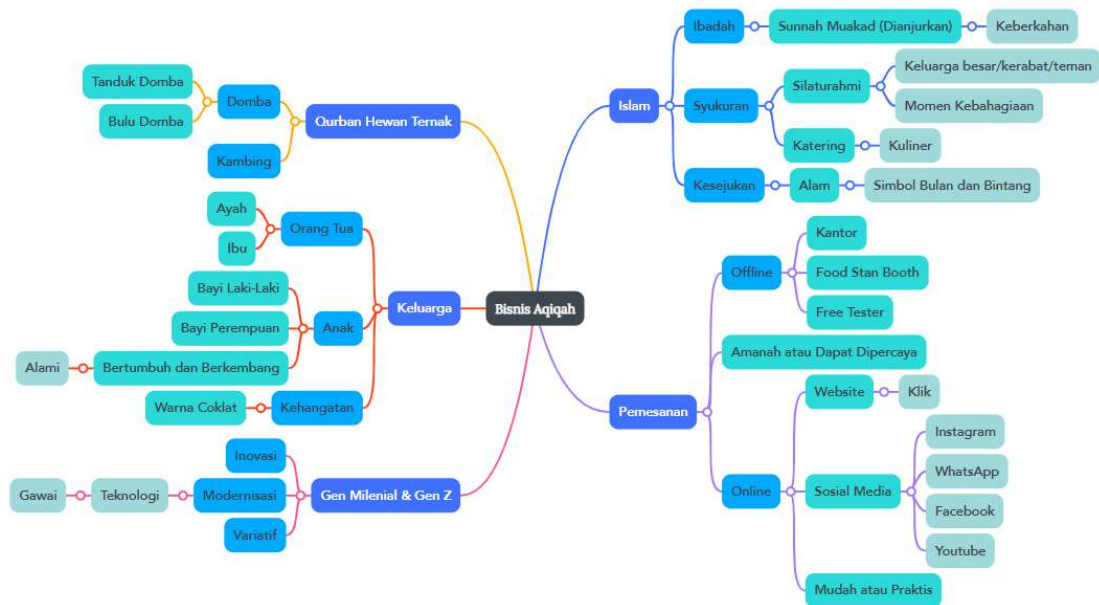 Bisnis Aqiqah
Qurban Hewan Ternak
Domba
Tanduk Domba
Bulu Domba
Kambing
Keluarga
Orang Tua
Ayah
Ibu
Anak
Bayi Laki-Laki
Bayi Perempuan
Bertumbuh dan Berkembang
Alami
Kehangatan
Warna Coklat
Gen Milenial & Gen Z
Inovasi
Modernisasi
Teknologi
Gawai
Variatif
Islam
Ibadah
Sunnah Muakad (Dianjurkan)
Keberkahan
Syukuran
Silaturahmi
Keluarga besar/kerabat/teman
Momen Kebahagiaan
Katering
Kuliner
Kesejukan
Alam
Simbol Bulan dan Bintang
Pemesanan
Offline
Kantor
Food Stan Booth
Free Tester
Amanah atau Dapat Dipercaya
Online
Website
Klik
Sosial Media
Instagram
WhatsApp
Facebook
Youtube
Mudah atau Praktis